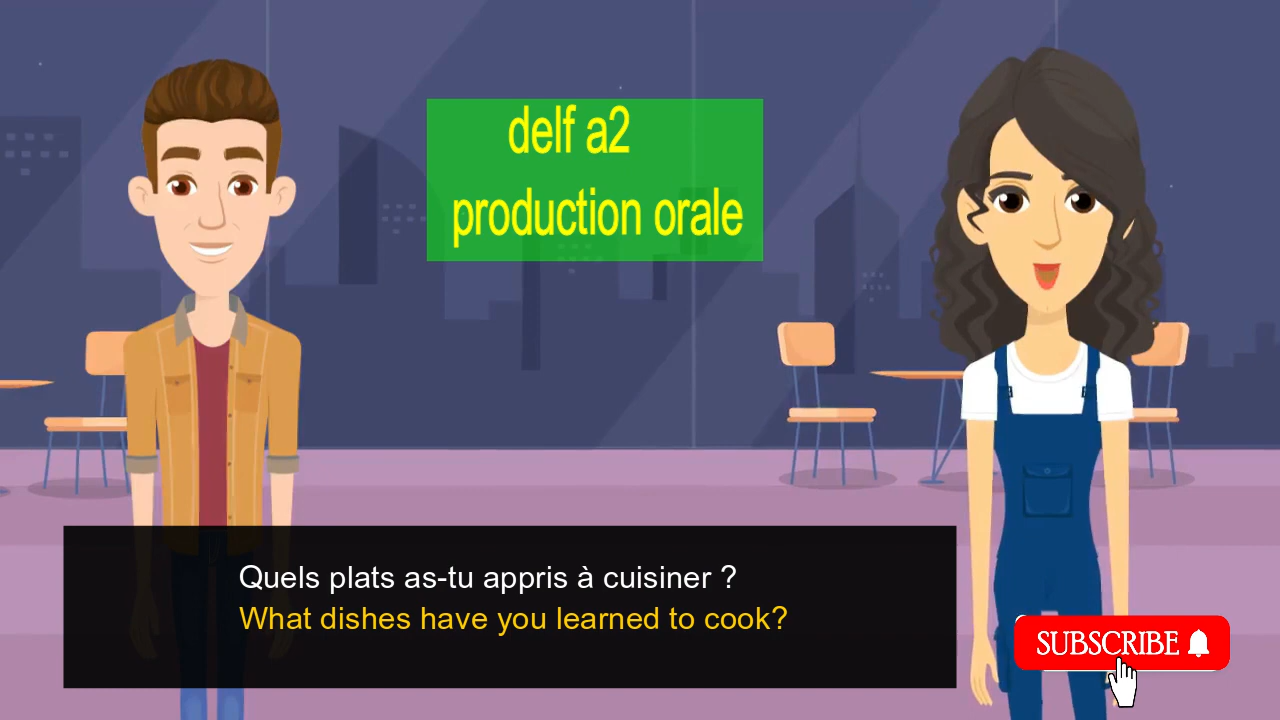 delf a2
production orale
Quels plats as-tu appris à cuisiner ?
What dishes have you learned to cook?
SUBSCRIBE